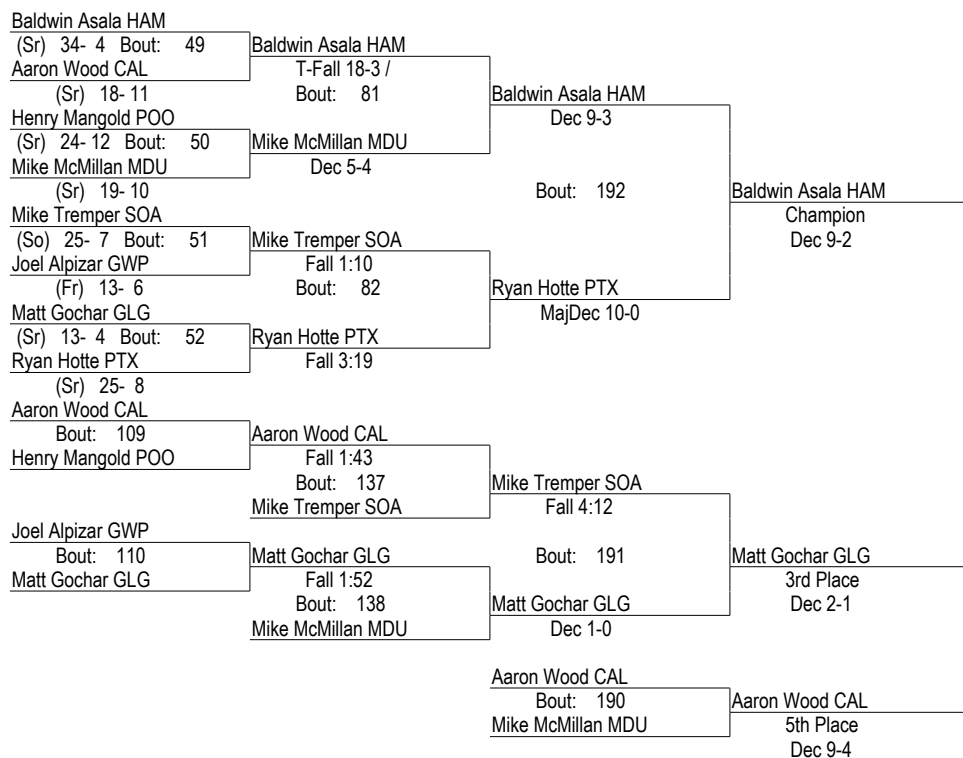 Baldwin Asala HAM
(Sr) 34- 4 Bout: 49 Baldwin Asala HAM
Aaron Wood CAL T-Fall 18-3 /
(Sr) 18- 11 Bout: 81 Baldwin Asala HAM
Henry Mangold POO Dec 9-3
(Sr) 24- 12 Bout: 50 Mike McMillan MDU
Mike McMillan MDU Dec 5-4
(Sr) 19- 10 Bout: 192 Baldwin Asala HAM
Mike Tremper SOA Champion
(So) 25- 7 Bout: 51 Mike Tremper SOA Dec 9-2
Joel Alpizar GWP Fall 1:10
(Fr) 13- 6 Bout: 82 Ryan Hotte PTX
Matt Gochar GLG MajDec 10-0
(Sr) 13- 4 Bout: 52 Ryan Hotte PTX
Ryan Hotte PTX Fall 3:19
(Sr) 25- 8
Aaron Wood CAL
Bout: 109 Aaron Wood CAL
Henry Mangold POO Fall 1:43
Bout: 137 Mike Tremper SOA
Mike Tremper SOA Fall 4:12
Joel Alpizar GWP
Bout: 110 Matt Gochar GLG Bout: 191 Matt Gochar GLG
Matt Gochar GLG Fall 1:52 3rd Place
Bout: 138 Matt Gochar GLG Dec 2-1
Mike McMillan MDU Dec 1-0
Aaron Wood CAL
Bout: 190 Aaron Wood CAL
Mike McMillan MDU 5th Place
Dec 9-4